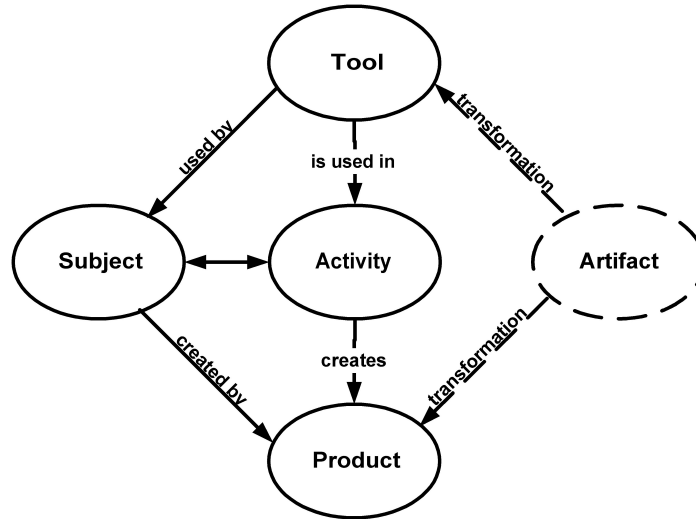 Tool
transformation
used by
is used in
Subject
Activity
Artifact
created by
creates
transformation
Product